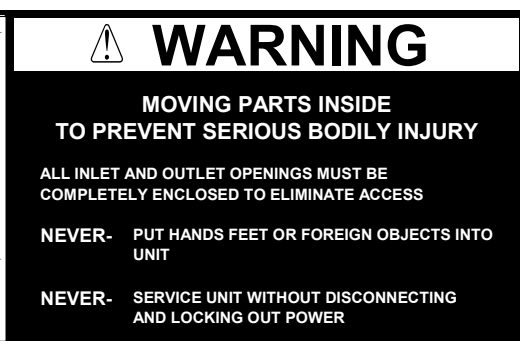 WARNING
MOVING PARTS INSIDE
TO PREVENT SERIOUS BODILY INJURY
ALL INLET AND OUTLET OPENINGS MUST BE
COMPLETELY ENCLOSED TO ELIMINATE ACCESS
NEVER- PUT HANDS FEET OR FOREIGN OBJECTS INTO
UNIT
NEVER- SERVICE UNIT WITHOUT DISCONNECTING
AND LOCKING OUT POWER